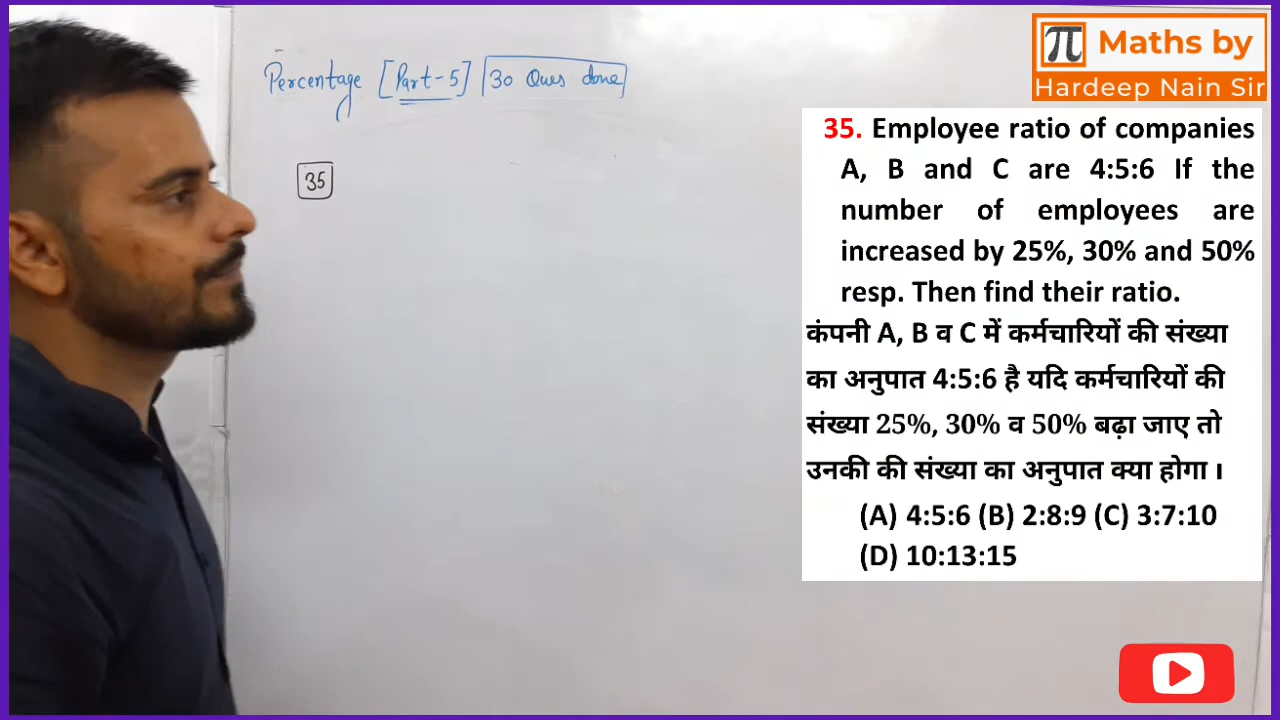 π Maths by
Hardeep Nain Sir
Percentage [Part-5] 30 Ques done
35
35. Employee ratio of companies
A, B and C are 4:5:6 If the
number of employees are
increased by 25%, 30% and 50%
resp. Then find their ratio.
कंपनी A, B व C में कर्मचारियों की संख्या
का अनुपात 4:5:6 है यदि कर्मचारियों की
संख्या 25%, 30% व 50% बढ़ा जाए तो
उनकी की संख्या का अनुपात क्या होगा ।
(A) 4:5:6 (B) 2:8:9 (C) 3:7:10
(D) 10:13:15